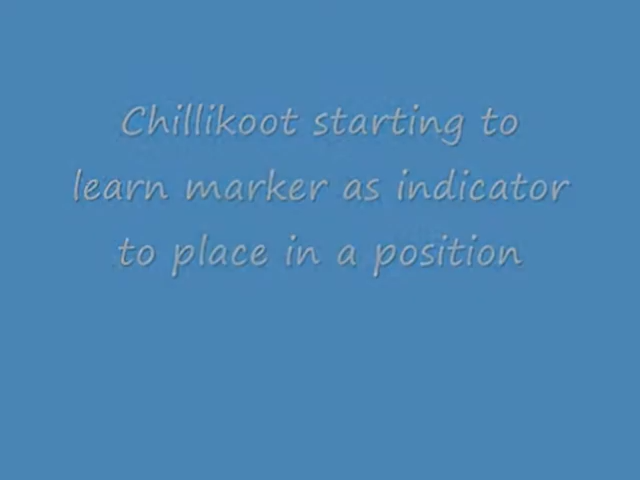 Chillikoot starting to
learn marker as indicator
to place in a position